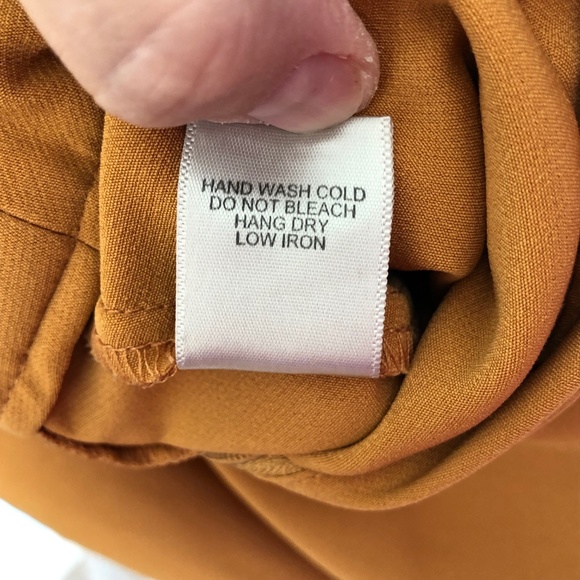 HAND WASH COLD
DO NOT BLEACH
HANG DRY
LOW IRON